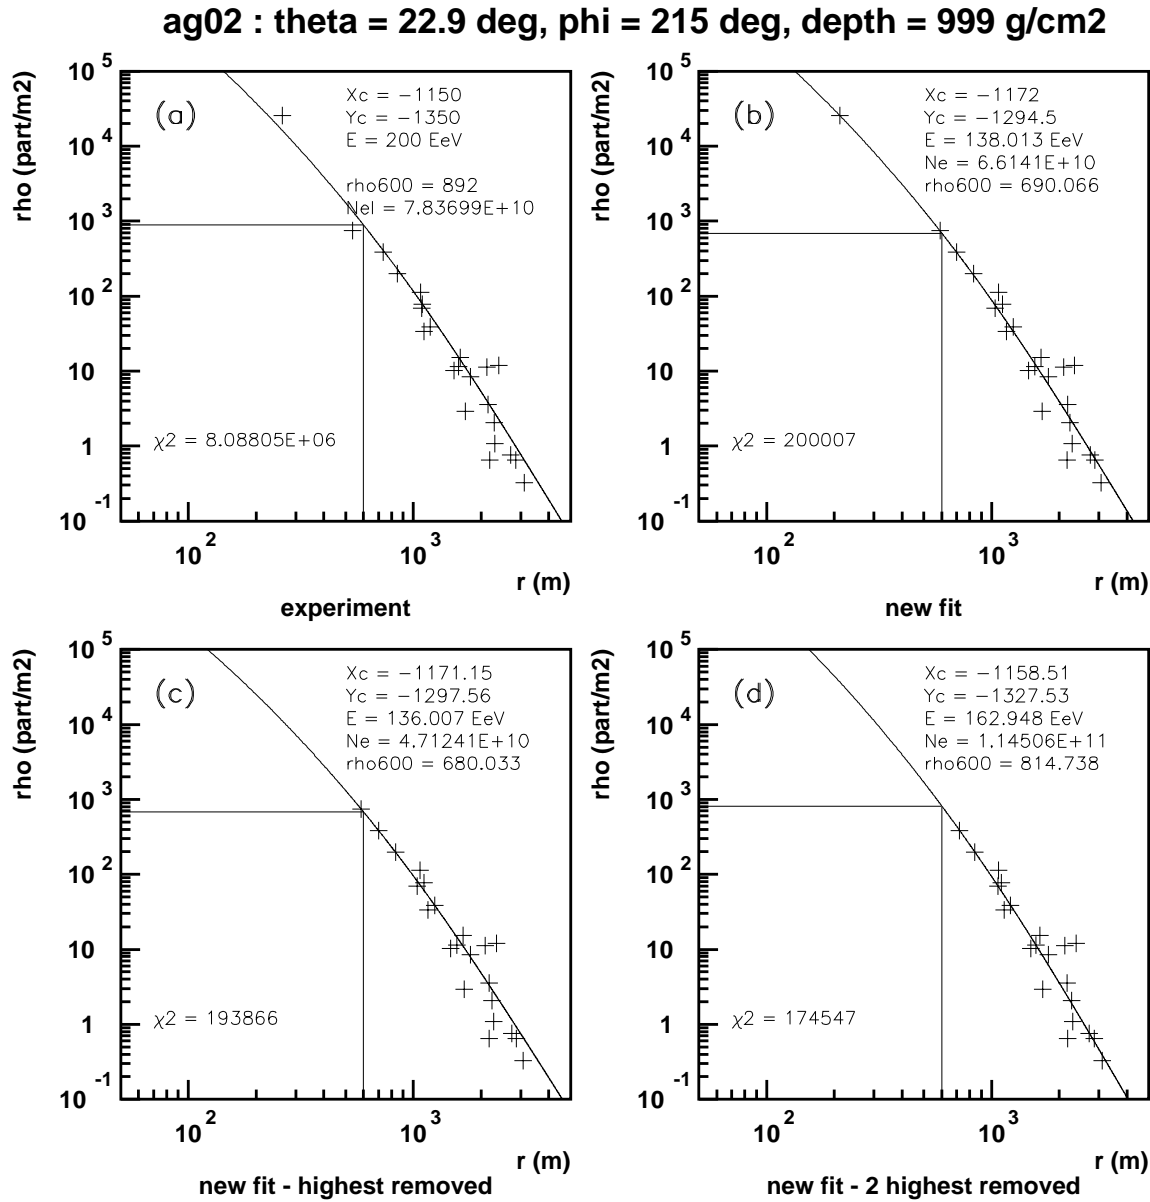 ag02 : theta = 22.9 deg, phi = 215 deg, depth = 999 g/cm2
rho (part/m2)
10 5
10 4
10 3
10 2
10
1
10 -1
(a)
Xc = −1150
Yc = −1350
E = 200 EeV
rho600 = 892
Nel = 7.83699E+10
χ2 = 8.08805E+06
10 2
10 3
r (m)
experiment
rho (part/m2)
10 5
10 4
10 3
10 2
10
1
10 -1
(b)
Xc = −1172
Yc = −1294.5
E = 138.013 EeV
Ne = 6.6141E+10
rho600 = 690.066
χ2 = 200007
10 2
10 3
r (m)
new fit
rho (part/m2)
10 5
10 4
10 3
10 2
10
1
10 -1
(c)
Xc = −1171.15
Yc = −1297.56
E = 136.007 EeV
Ne = 4.71241E+10
rho600 = 680.033
χ2 = 193866
10 2
10 3
r (m)
new fit - highest removed
rho (part/m2)
10 5
10 4
10 3
10 2
10
1
10 -1
(d)
Xc = −1158.51
Yc = −1327.53
E = 162.948 EeV
Ne = 1.14506E+11
rho600 = 814.738
χ2 = 174547
10 2
10 3
r (m)
new fit - 2 highest removed